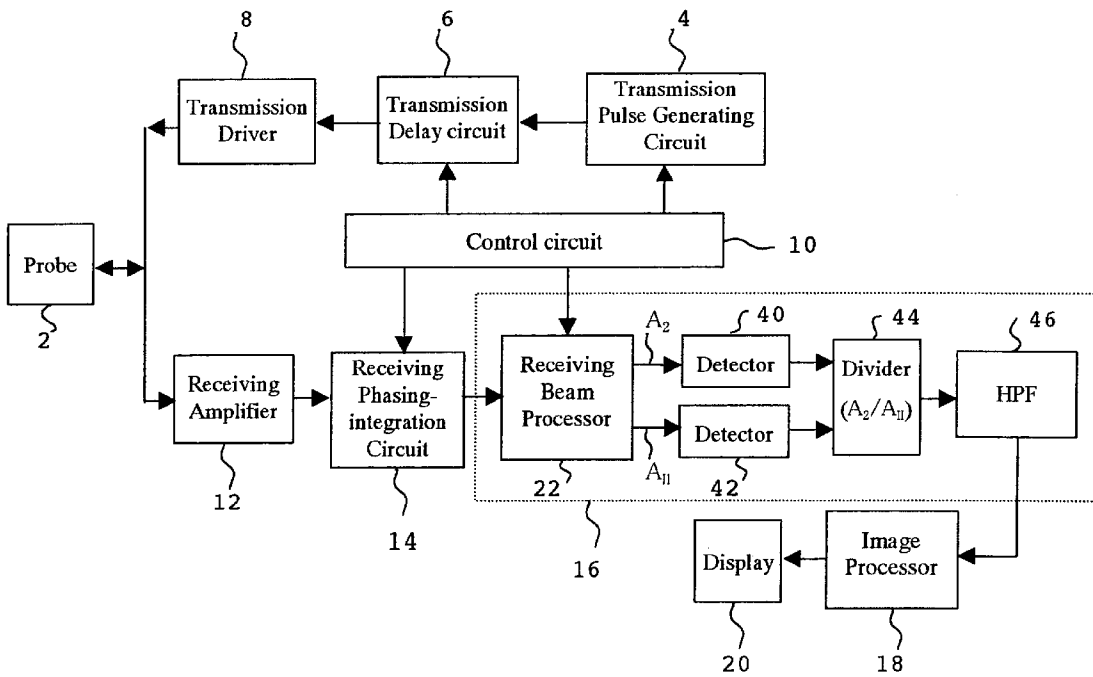 8
6
4
Transmission
Driver
Transmission
Delay circuit
Transmission
Pulse Generating
Circuit
Control circuit
10
Probe
2
Receiving
Amplifier
12
Receiving
Phasing-
integration
Circuit
14
Receiving
Beam
Processor
22
A₂
A₁₁
40
Detector
Detector
42
44
Divider
(A₂/A₁₁)
46
HPF
16
Display
20
Image
Processor
18